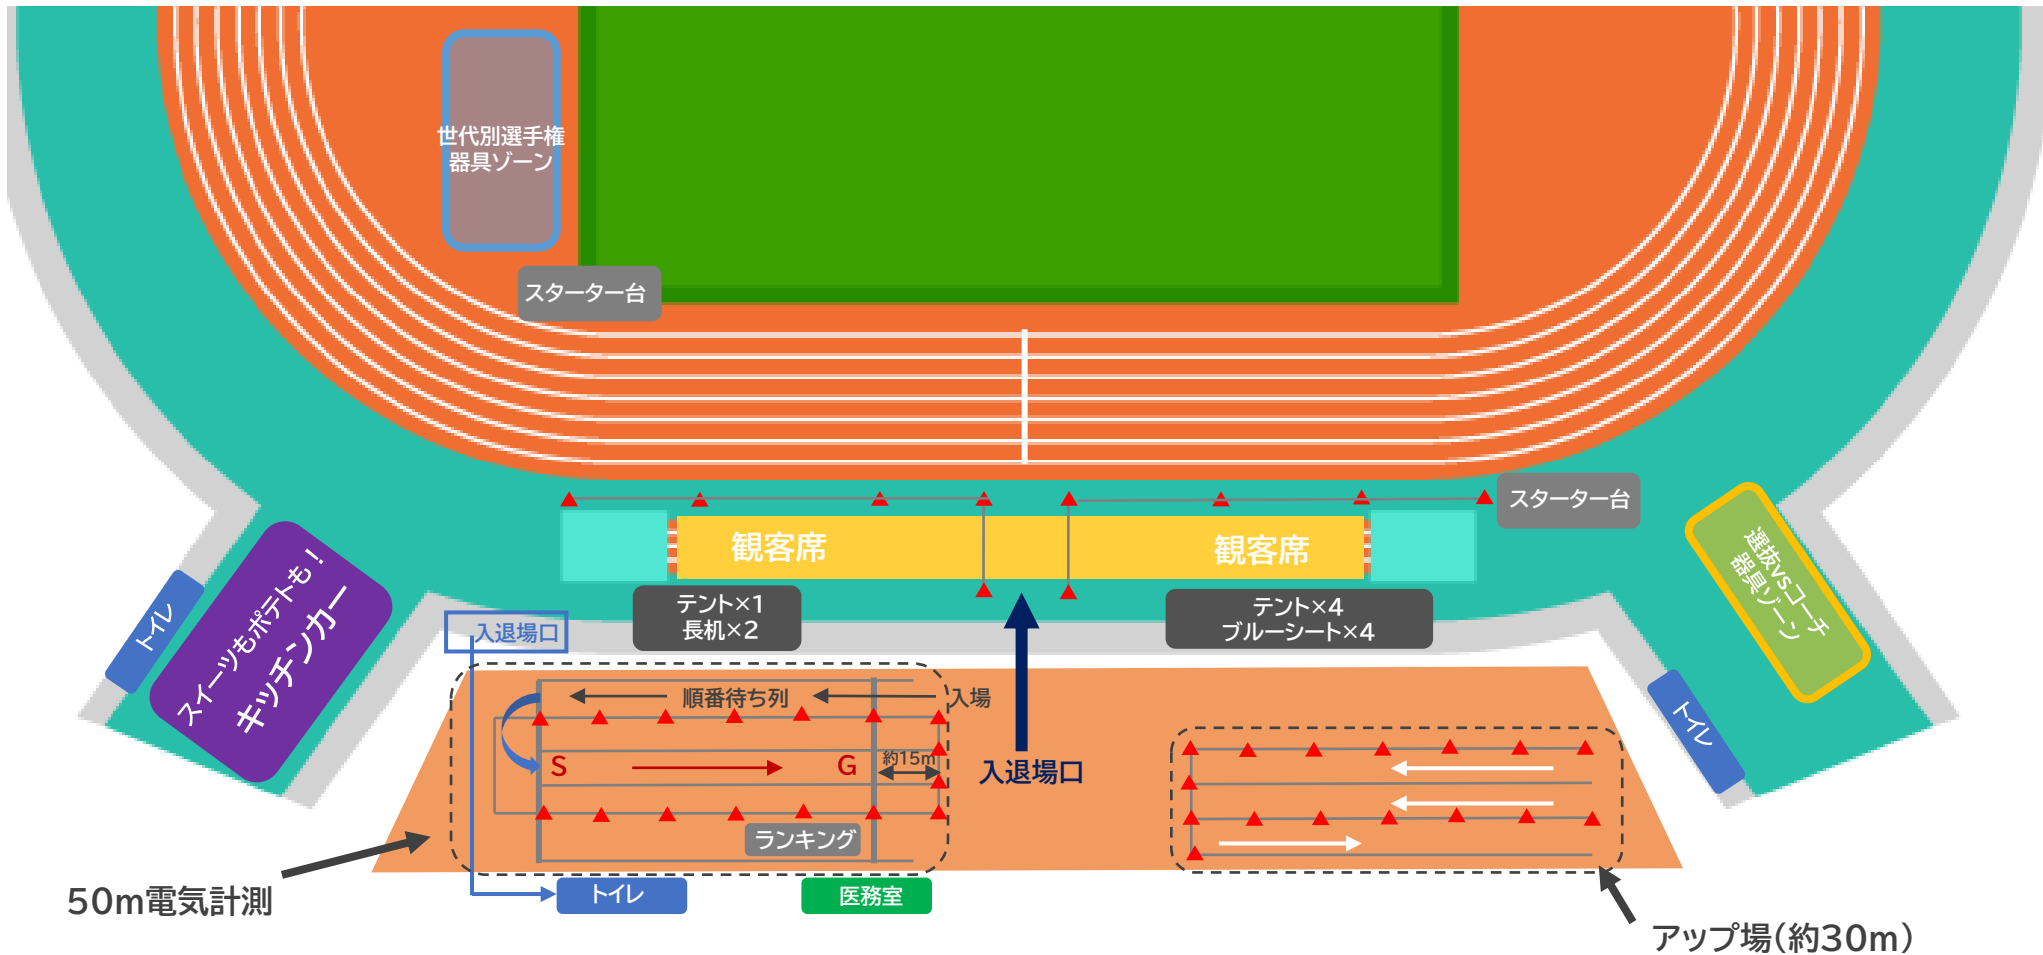 世代別選手権
器具ゾーン
スターター台
スターター台
観客席
観客席
選抜vsコーチ
器具ゾーン
スイーツもポテトも！
キッチンカー
トイレ
テント×1
長机×2
テント×4
ブルーシート×4
入退場口
トイレ
順番待ち列
入場
S
G
約15m
入退場口
ランキング
50m電気計測
トイレ
医務室
アップ場（約30m）